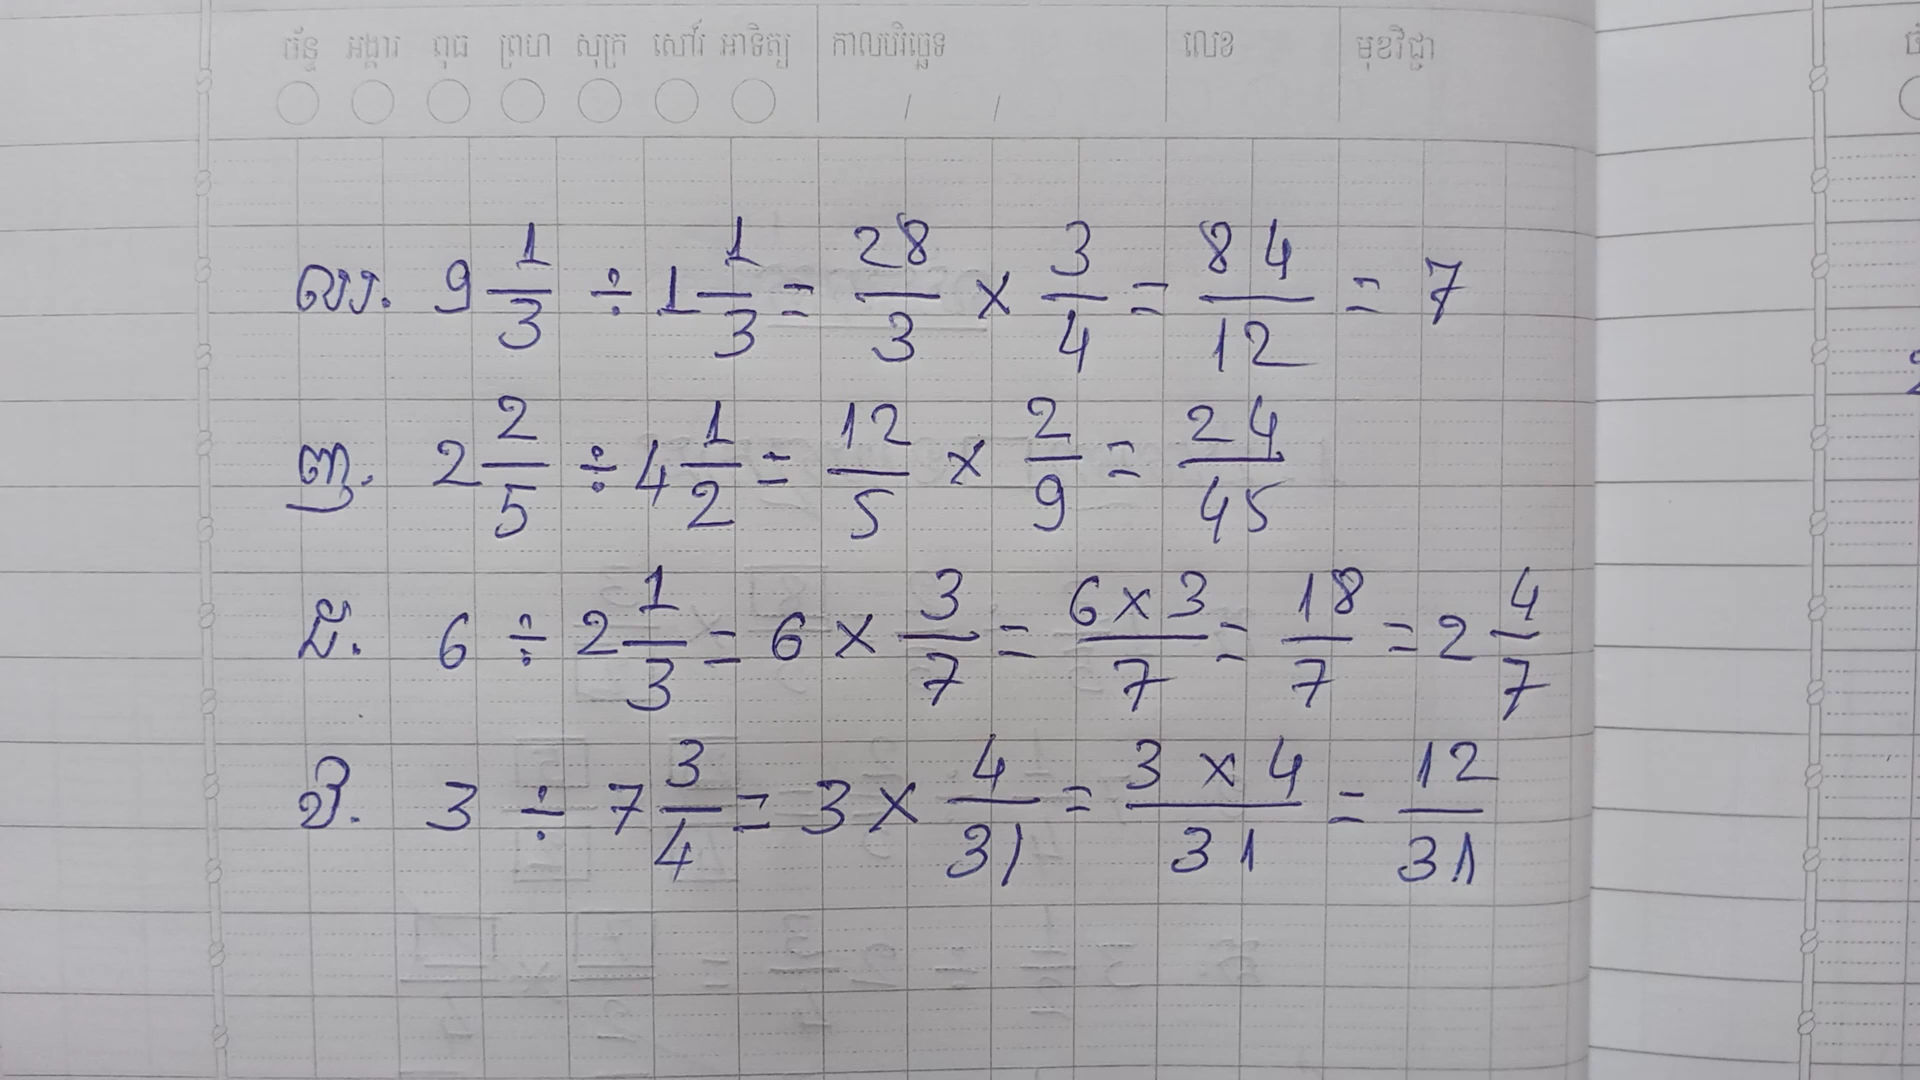 ច័ន្ទ អង្គារ ពុធ ព្រហ សុក្រ សៅរ៍ អាទិត្យ កាលបរិច្ឆេទ លេខ មុខវិជ្ជា
/ /
ឈ. 9 1/3 ÷ 1 1/3 = 28/3 × 3/4 = 84/12 = 7
ញ. 2 2/5 ÷ 4 1/2 = 12/5 × 2/9 = 24/45
ដ. 6 ÷ 2 1/3 = 6 × 3/7 = 6 × 3/7 = 18/7 = 2 4/7
ឋ. 3 ÷ 7 3/4 = 3 × 4/31 = 3 × 4/31 = 12/31